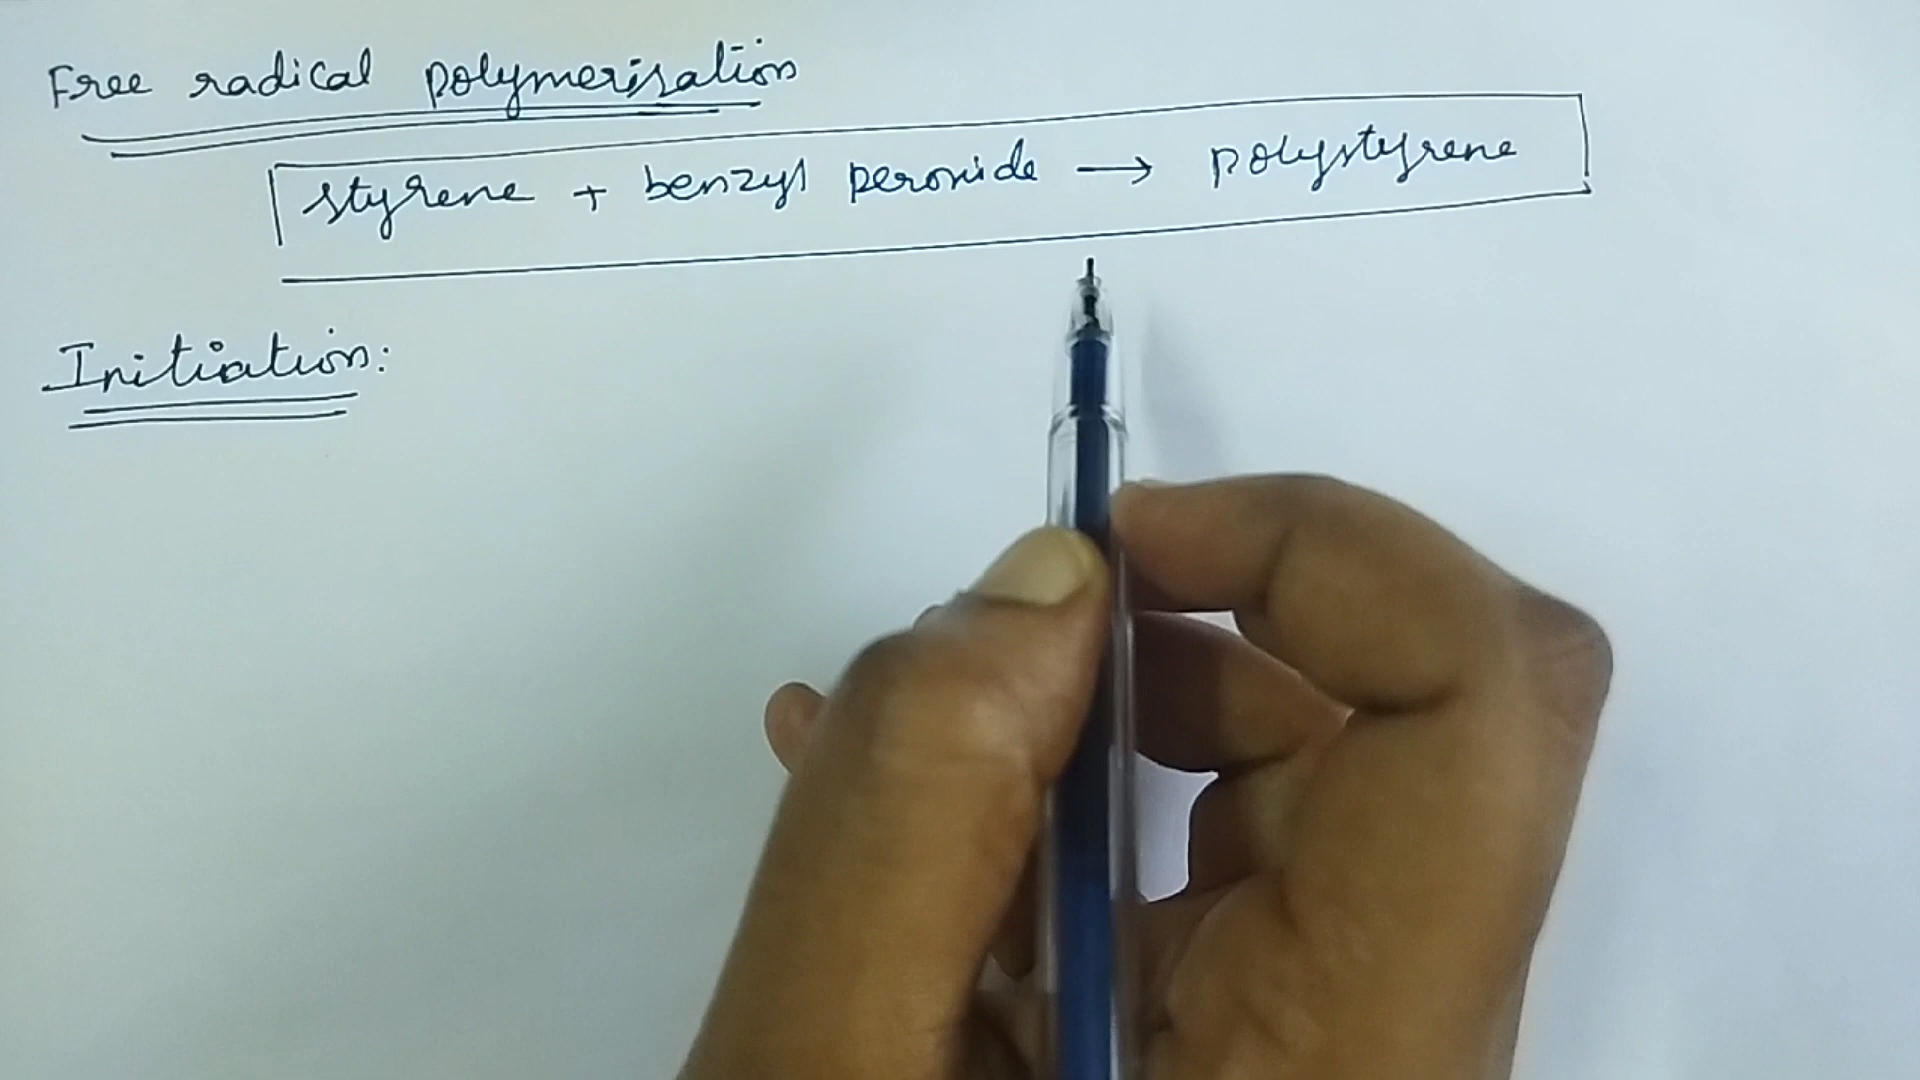 Free radical polymerisation
styrene + benzyl peroxide → polystyrene
Initiation: